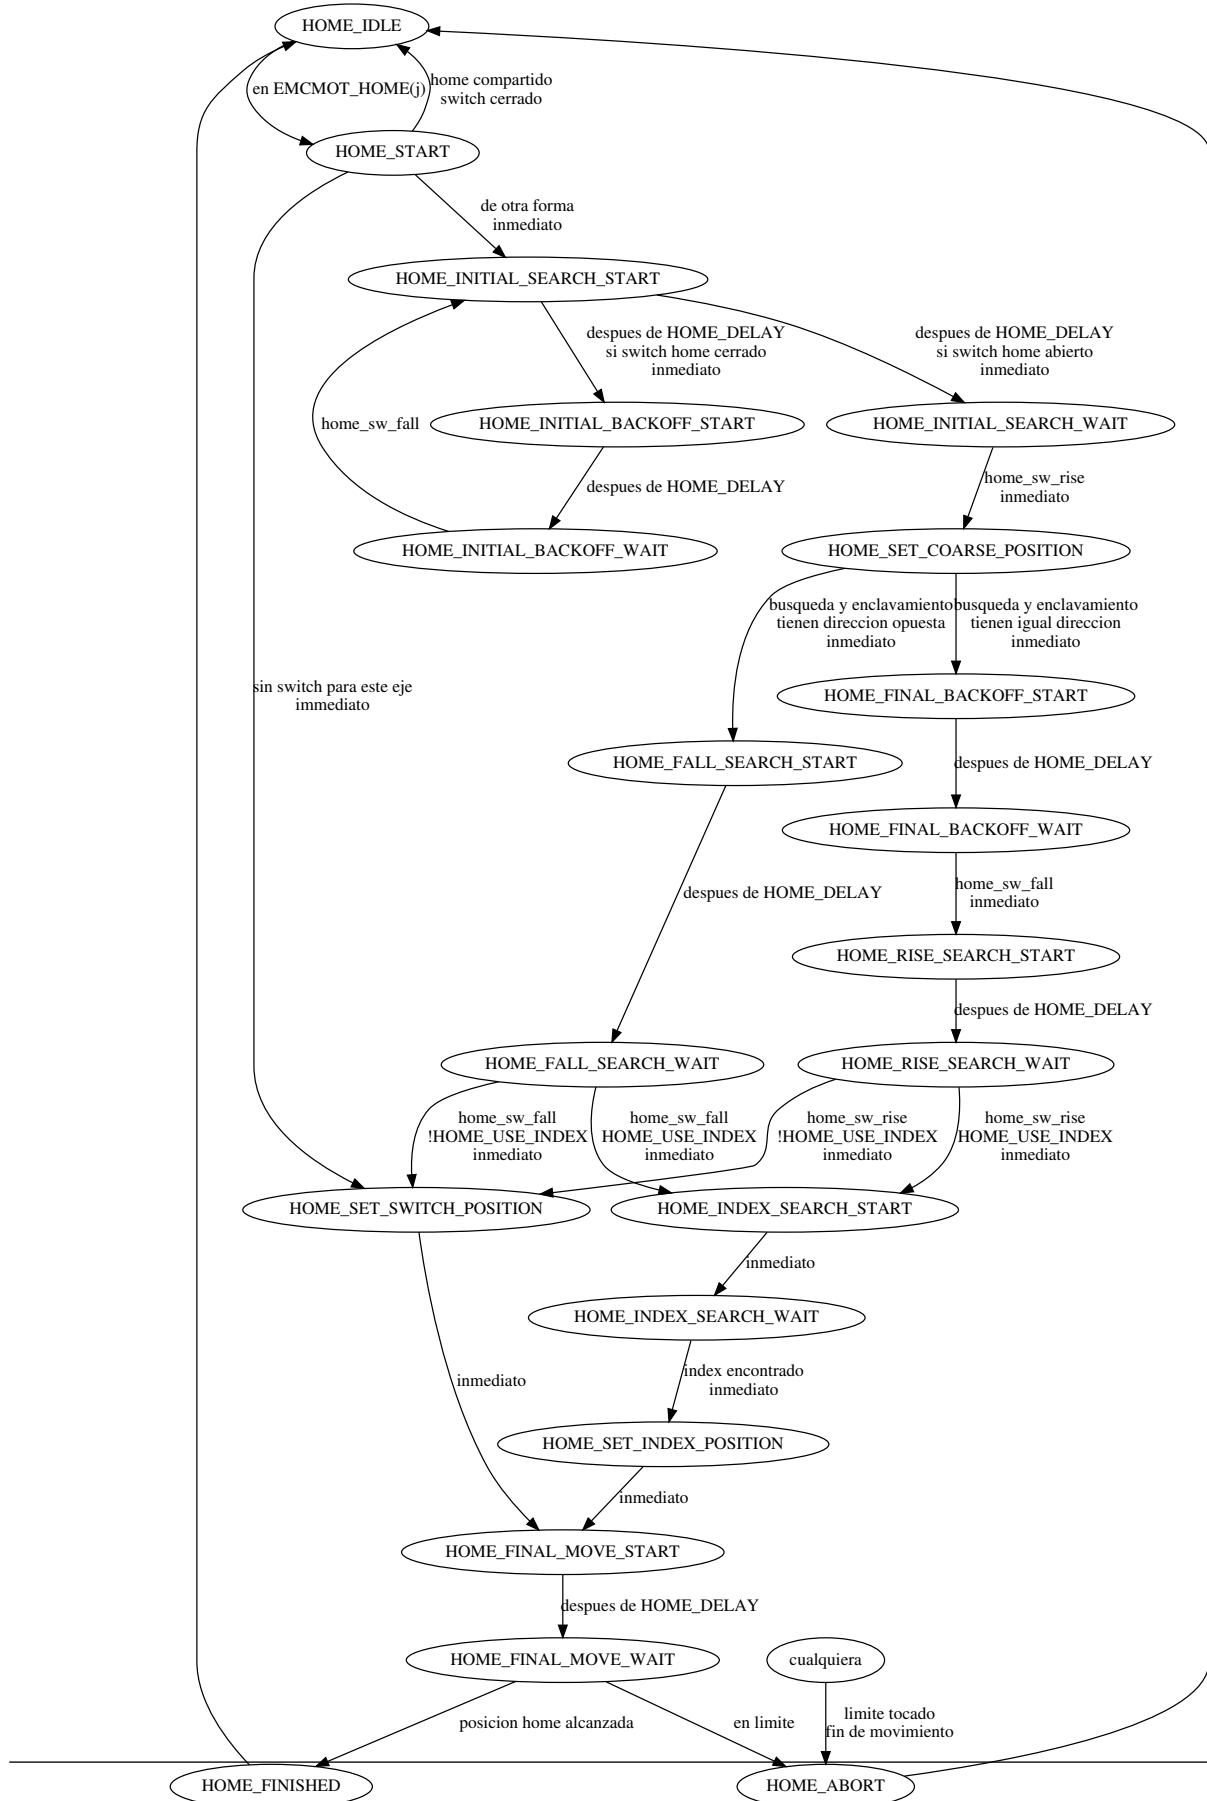 HOME_IDLE
en EMCMOT_HOME(j)
home compartido
switch cerrado
HOME_START
de otra forma
inmediato
HOME_INITIAL_SEARCH_START
despues de HOME_DELAY
si switch home cerrado
inmediato
despues de HOME_DELAY
si switch home abierto
inmediato
home_sw_fall
HOME_INITIAL_BACKOFF_START
HOME_INITIAL_SEARCH_WAIT
despues de HOME_DELAY
home_sw_rise
inmediato
HOME_INITIAL_BACKOFF_WAIT
HOME_SET_COARSE_POSITION
busqueda y enclavamiento
tienen direccion opuesta
inmediato
busqueda y enclavamiento
tienen igual direccion
inmediato
sin switch para este eje
immediato
HOME_FINAL_BACKOFF_START
HOME_FALL_SEARCH_START
despues de HOME_DELAY
HOME_FINAL_BACKOFF_WAIT
despues de HOME_DELAY
home_sw_fall
inmediato
HOME_RISE_SEARCH_START
despues de HOME_DELAY
HOME_FALL_SEARCH_WAIT
HOME_RISE_SEARCH_WAIT
home_sw_fall
!HOME_USE_INDEX
inmediato
home_sw_fall
HOME_USE_INDEX
inmediato
home_sw_rise
!HOME_USE_INDEX
inmediato
home_sw_rise
HOME_USE_INDEX
inmediato
HOME_SET_SWITCH_POSITION
HOME_INDEX_SEARCH_START
inmediato
HOME_INDEX_SEARCH_WAIT
inmediato
index encontrado
inmediato
HOME_SET_INDEX_POSITION
inmediato
HOME_FINAL_MOVE_START
despues de HOME_DELAY
HOME_FINAL_MOVE_WAIT
cualquiera
posicion home alcanzada
en limite
limite tocado
fin de movimiento
HOME_FINISHED
HOME_ABORT